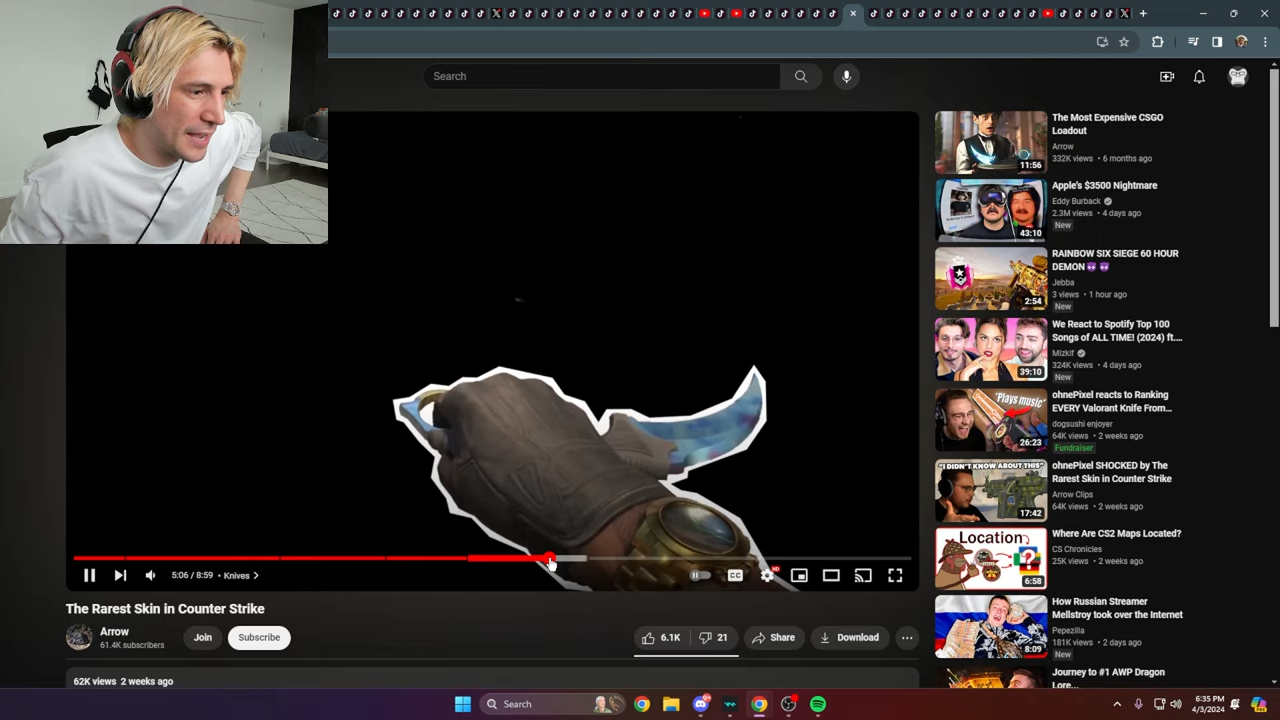 Search
5:06 / 8:59 • Knives
CC
HD
The Rarest Skin in Counter Strike
Arrow
61.4K subscribers
Join
Subscribe
6.1K
21
Share
Download
62K views 2 weeks ago
11:56
The Most Expensive CSGO
Loadout
Arrow
332K views • 6 months ago
43:10
Apple's $3500 Nightmare
Eddy Burback
2.3M views • 4 days ago
New
2:54
RAINBOW SIX SIEGE 60 HOUR
DEMON😈 😈
Jebba
3 views • 1 hour ago
New
39:10
We React to Spotify Top 100
Songs of ALL TIME! (2024) ft....
Mizkif
324K views • 4 days ago
New
"Plays music"
26:23
ohnePixel reacts to Ranking
EVERY Valorant Knife From...
dogsushi enjoyer
64K views • 2 weeks ago
Fundraiser
"I DIDN'T KNOW ABOUT THIS"
17:42
ohnePixel SHOCKED by The
Rarest Skin in Counter Strike
Arrow Clips
64K views • 2 weeks ago
Location
6:58
Where Are CS2 Maps Located?
CS Chronicles
25K views • 2 weeks ago
8:09
How Russian Streamer
Mellstroy took over the Internet
Pepezilla
181K views • 2 days ago
New
Journey to #1 AWP Dragon
Lore...
Search
6:35 PM
4/3/2024